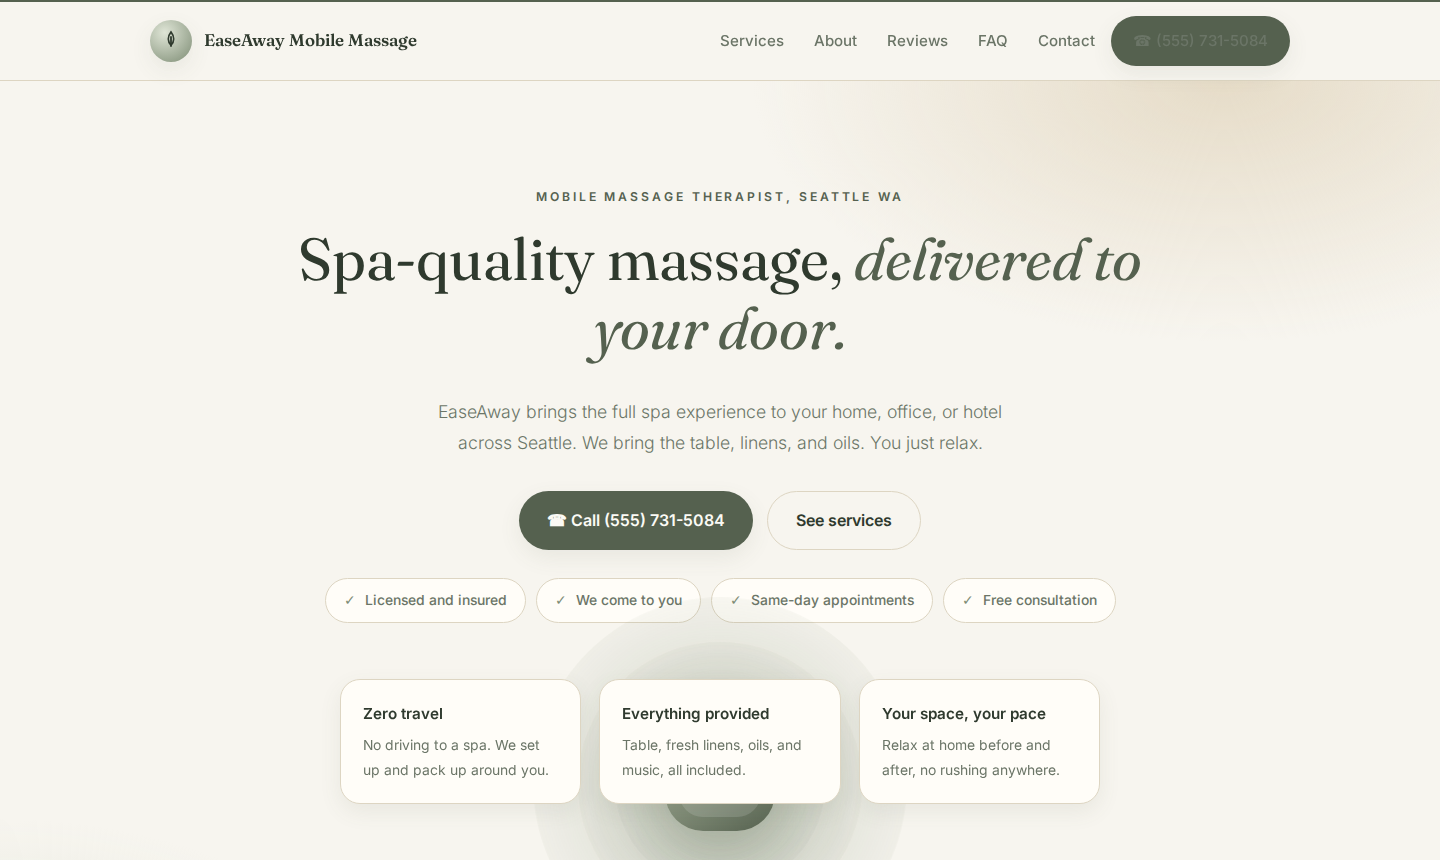 EaseAway Mobile Massage
Services
About
Reviews
FAQ
Contact
☎ (555) 731-5084
MOBILE MASSAGE THERAPIST, SEATTLE WA
Spa-quality massage, delivered to
your door.
EaseAway brings the full spa experience to your home, office, or hotel
across Seattle. We bring the table, linens, and oils. You just relax.
☎ Call (555) 731-5084
See services
✓ Licensed and insured
✓ We come to you
✓ Same-day appointments
✓ Free consultation
Zero travel
No driving to a spa. We set
up and pack up around you.
Everything provided
Table, fresh linens, oils, and
music, all included.
Your space, your pace
Relax at home before and
after, no rushing anywhere.